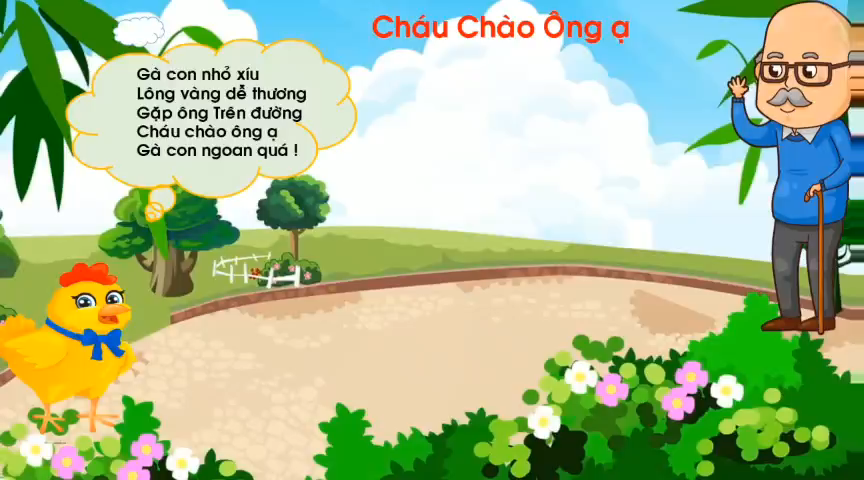 Cháu Chào Ông ạ
Gà con nhỏ xíu
Lông vàng dễ thương
Gặp ông Trên đường
Cháu chào ông ạ
Gà con ngoan quá !